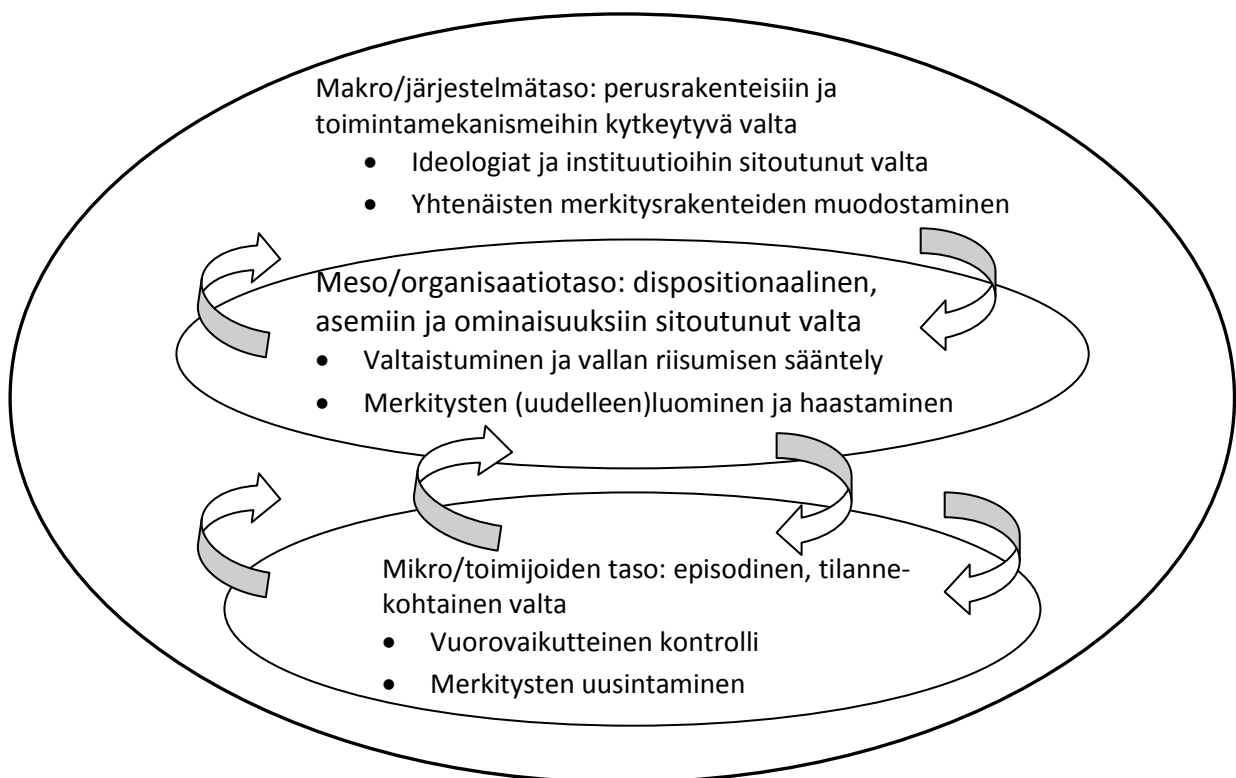 Makro/järjestelmätaso: perusrakenteisiin ja
toimintamekanismeihin kytkeytyvä valta
• Ideologiat ja instituutioihin sitoutunut valta
• Yhtenäisten merkitysrakenteiden muodostaminen
Meso/organisaatiotaso: dispositionaalinen,
asemiin ja ominaisuuksiin sitoutunut valta
• Valtaistuminen ja vallan riisumisen sääntely
• Merkitysten (uudelleen)luominen ja haastaminen
Mikro/toimijoiden taso: episodinen, tilanne-
kohtainen valta
• Vuorovaikutteinen kontrolli
• Merkitysten uusintaminen